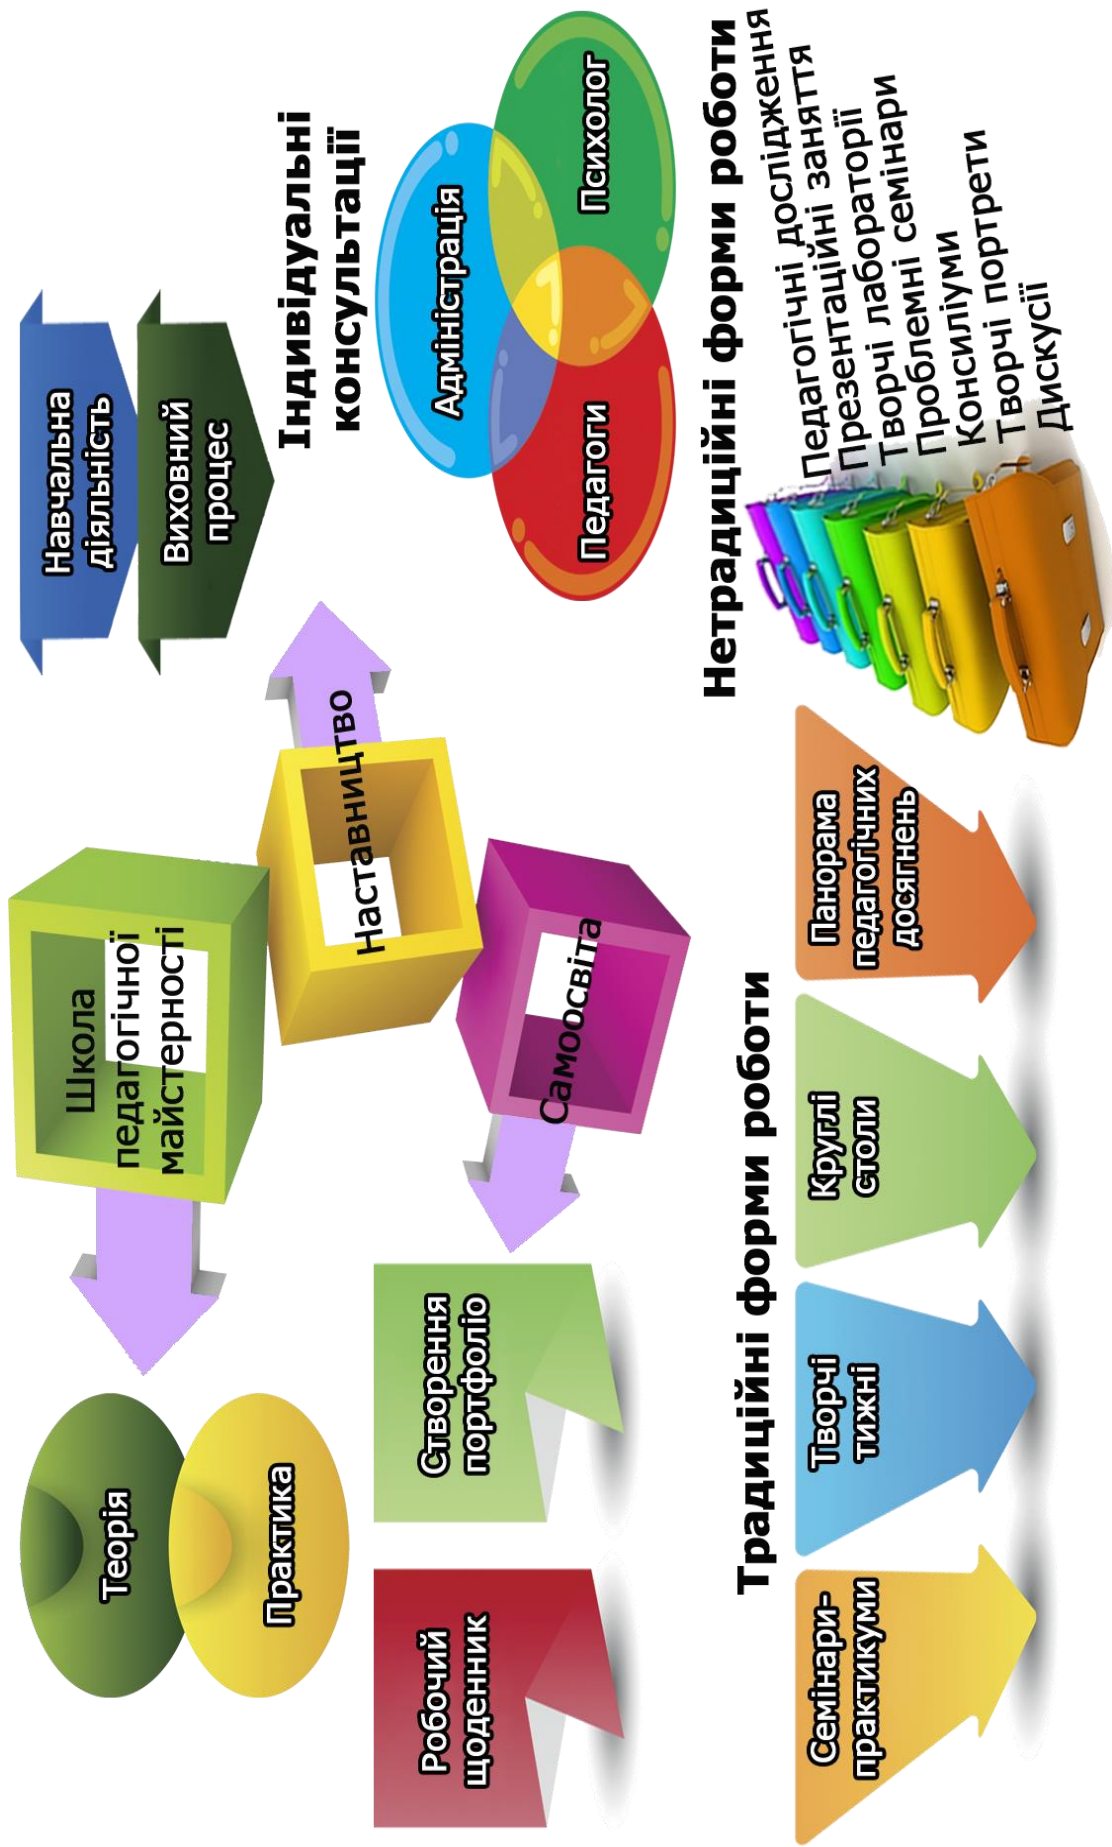 Теорія
Практика
Школа
педагогічної
майстерності
Навчальна
діяльність
Виховний
процес
Наставництво
Самоосвіта
Робочий
щоденник
Створення
портфоліо
Індивідуальні
консультації
Адміністрація
Педагоги
Психолог
Традиційні форми роботи
Семінари-
практикуми
Творчі
тижні
Круглі
столи
Панорама
педагогічних
досягнень
Нетрадиційні форми роботи
Педагогічні дослідження
Презентаційні заняття
Творчі лабораторії
Проблемні семінари
Консиліуми
Творчі портрети
Дискусії